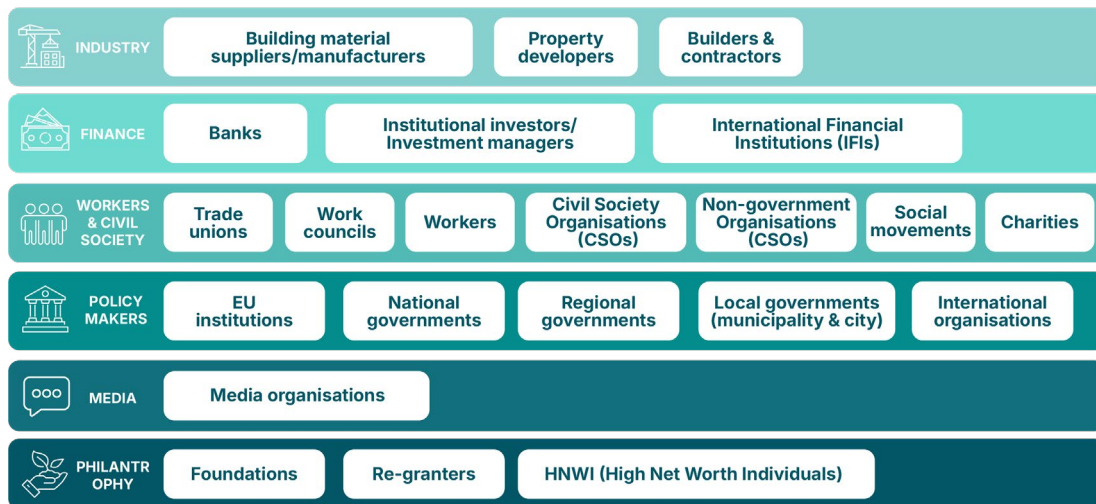 INDUSTRY
Building material
suppliers/manufacturers
Property
developers
Builders &
contractors
FINANCE
Banks
Institutional investors/
Investment managers
International Financial
Institutions (IFIs)
WORKERS
& CIVIL
SOCIETY
Trade
unions
Work
councils
Workers
Civil Society
Organisations
(CSOs)
Non-government
Organisations
(CSOs)
Social
movements
Charities
POLICY
MAKERS
EU
institutions
National
governments
Regional
governments
Local governments
(municipality & city)
International
organisations
MEDIA
Media organisations
PHILANTR
OPHY
Foundations
Re-granters
HNWI (High Net Worth Individuals)